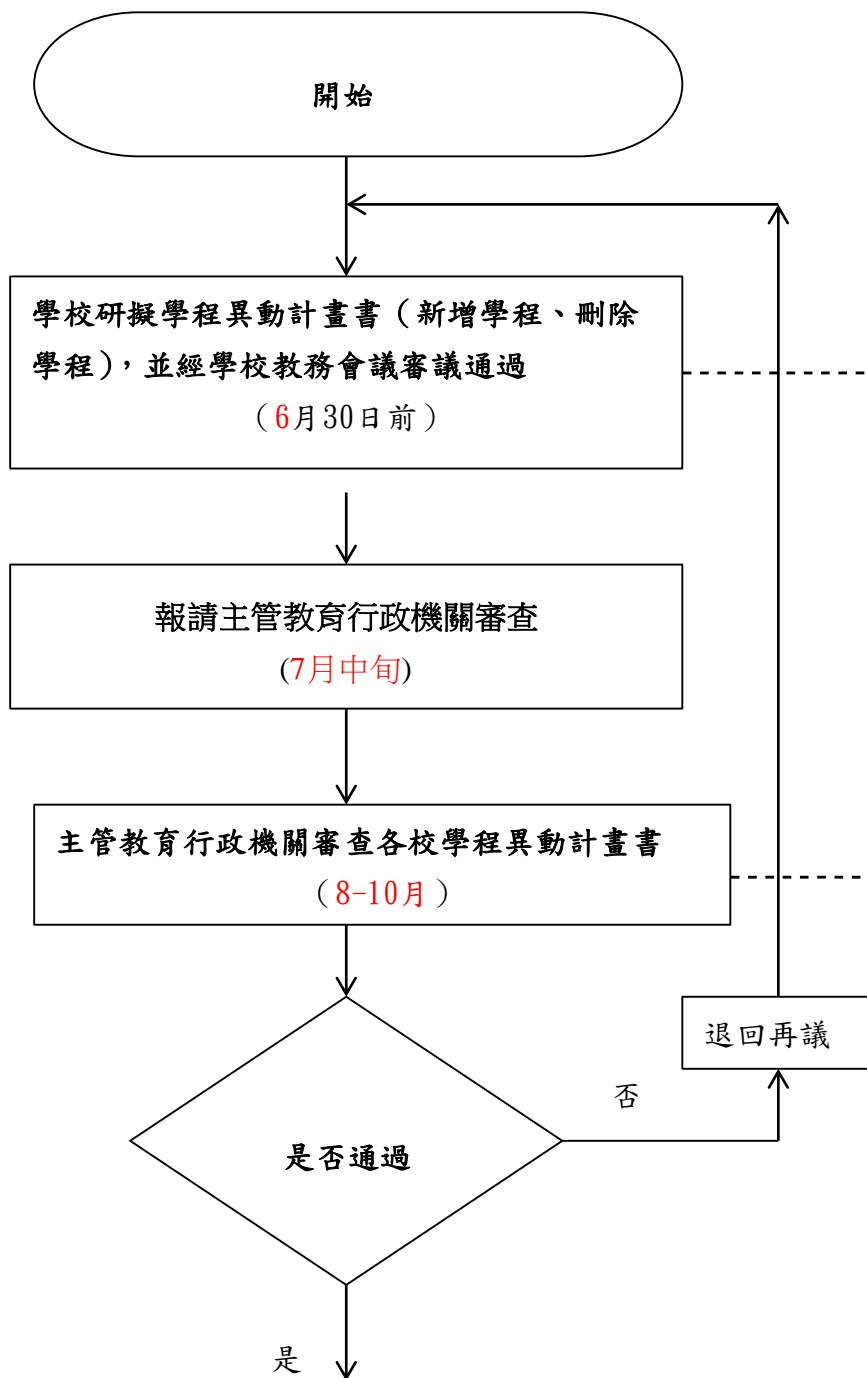 開始
學校研擬學程異動計畫書（新增學程、刪除
學程），並經學校教務會議審議通過
（6月30日前）
報請主管教育行政機關審查
(7月中旬)
主管教育行政機關審查各校學程異動計畫書
（8-10月）
退回再議
否
是否通過
是